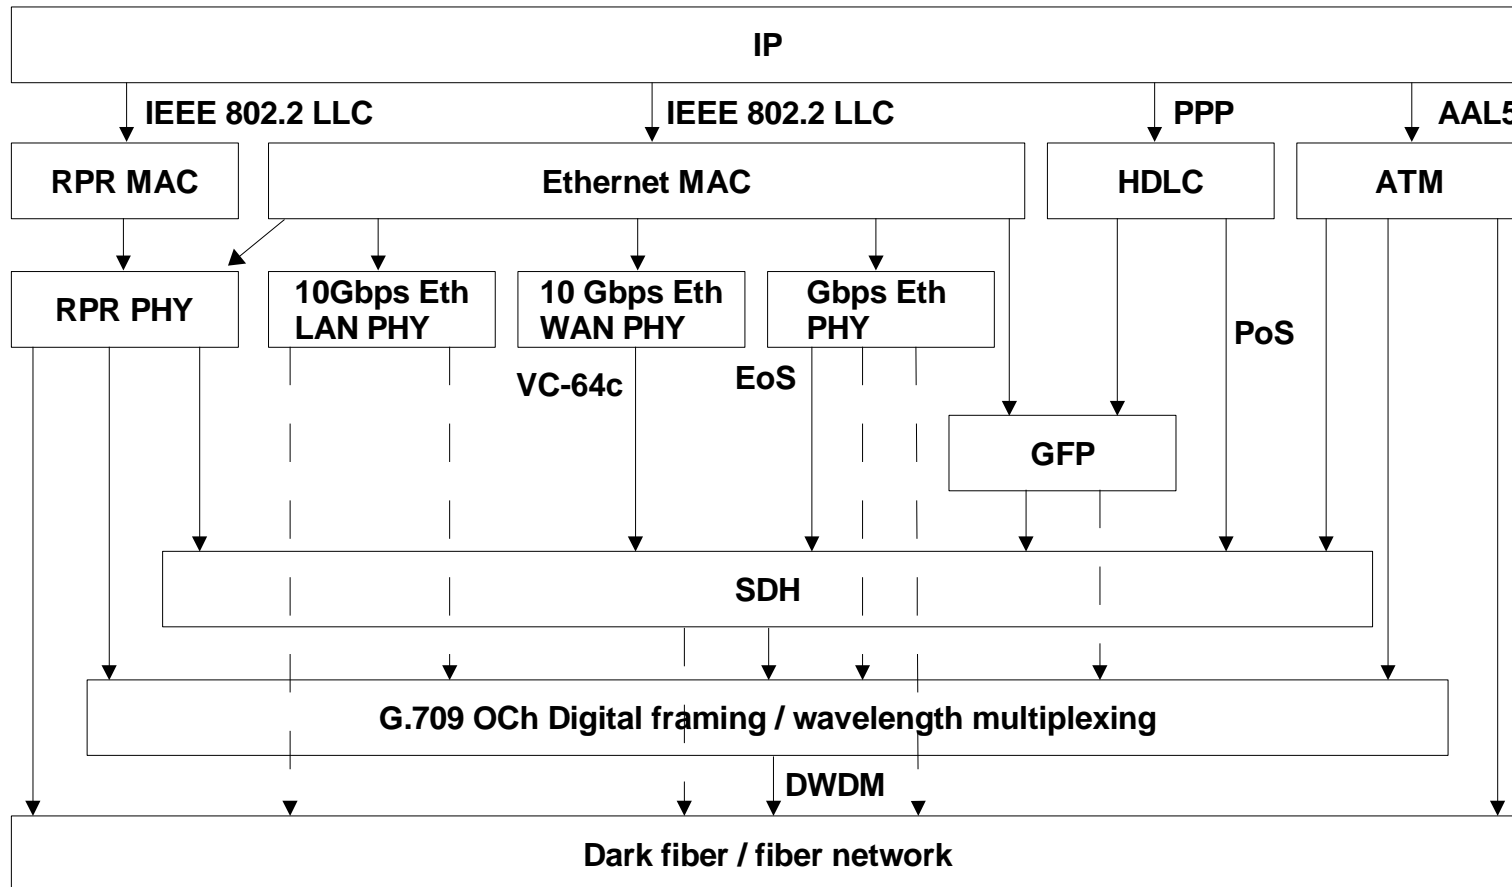 IP
IEEE 802.2 LLC
IEEE 802.2 LLC
PPP
AAL5
RPR MAC
Ethernet MAC
HDLC
ATM
RPR PHY
10Gbps Eth
LAN PHY
10 Gbps Eth
WAN PHY
Gbps Eth
PHY
PoS
VC-64c
EoS
GFP
SDH
G.709 OCh Digital framing / wavelength multiplexing
DWDM
Dark fiber / fiber network